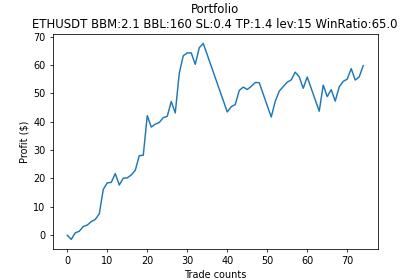 Portfolio
ETHUSDT BBM:2.1 BBL:160 SL:0.4 TP:1.4 lev:15 WinRatio:65.0
70
60
50
40
30
20
10
0
Profit ($)
0 10 20 30 40 50 60 70
Trade counts